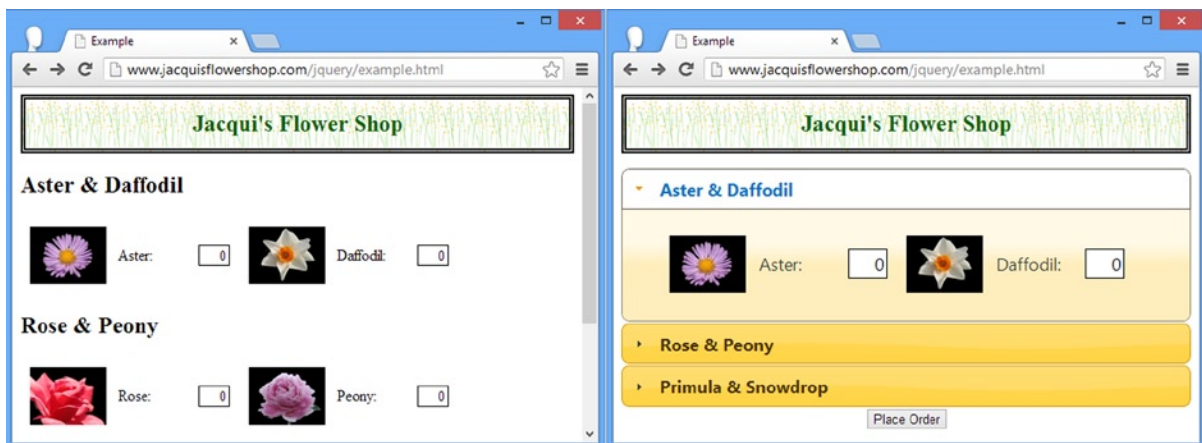 Example
www.jacquisflowershop.com/jquery/example.html
Jacqui's Flower Shop
Aster & Daffodil
Aster: 0 Daffodil: 0
Rose & Peony
Rose: 0 Peony: 0
Example
www.jacquisflowershop.com/jquery/example.html
Jacqui's Flower Shop
Aster & Daffodil
Aster: 0 Daffodil: 0
Rose & Peony
Primula & Snowdrop
Place Order